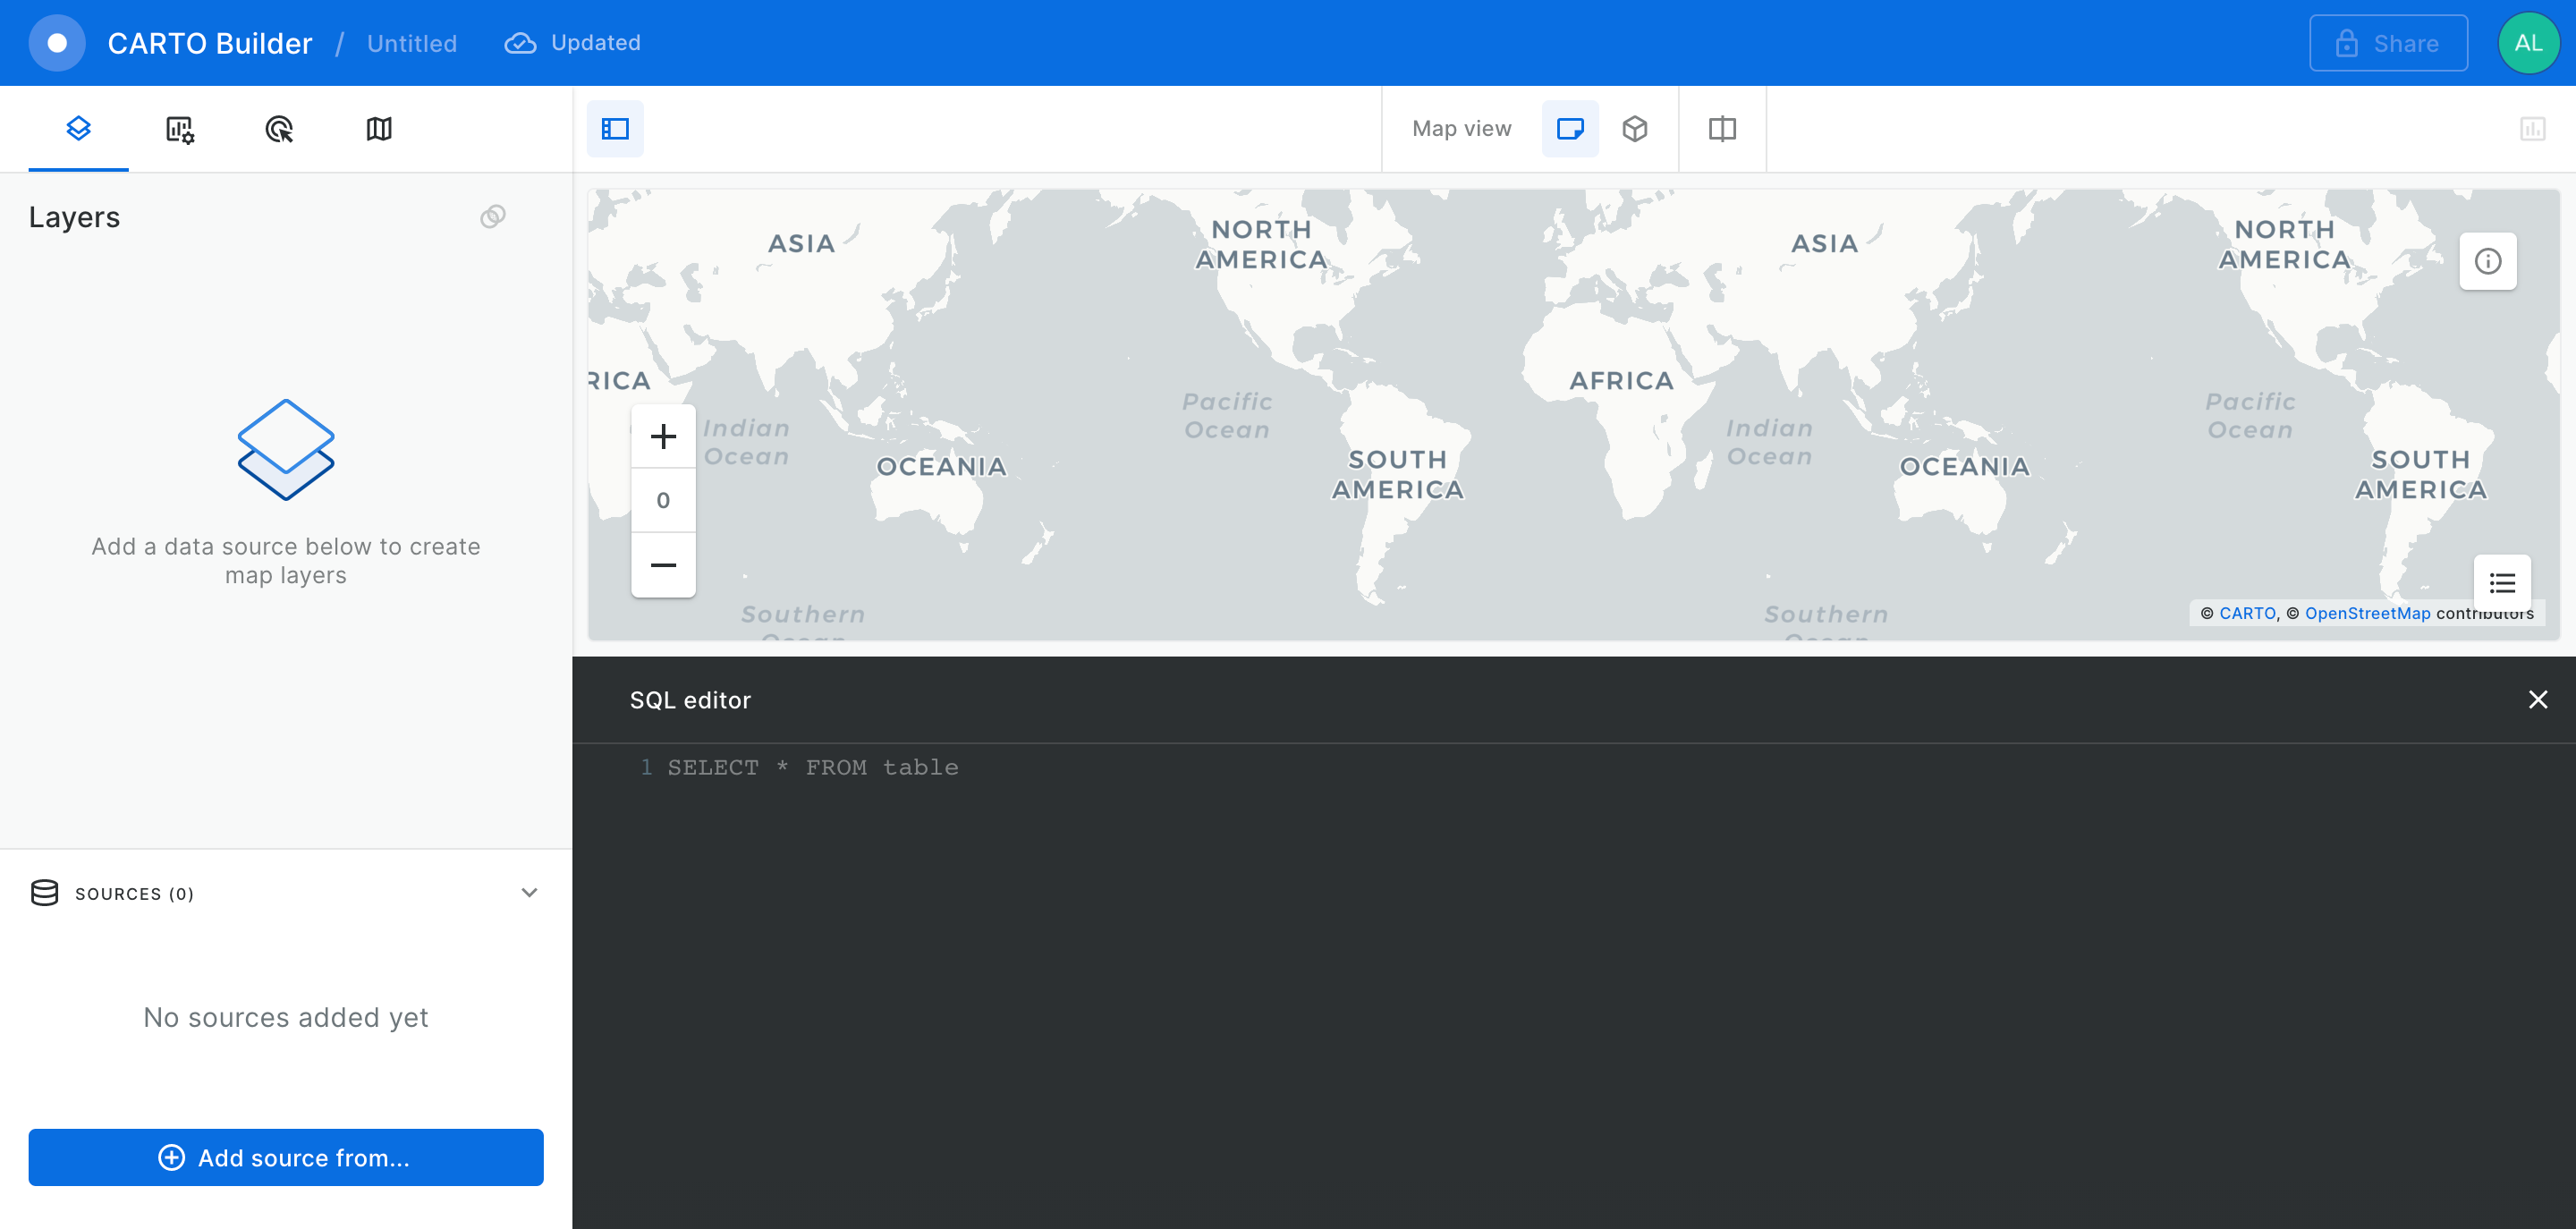 CARTO Builder / Untitled Updated
Share
AL
Map view
Layers
Add a data source below to create
map layers
SOURCES (0)
No sources added yet
Add source from...
ASIA
NORTH
AMERICA
ASIA
NORTH
AMERICA
RICA
AFRICA
Pacific
Ocean
Pacific
Ocean
Indian
Ocean
Indian
Ocean
OCEANIA
SOUTH
AMERICA
OCEANIA
SOUTH
AMERICA
0
Southern
Ocean
Southern
Ocean
© CARTO, © OpenStreetMap contributors
SQL editor
1 SELECT * FROM table